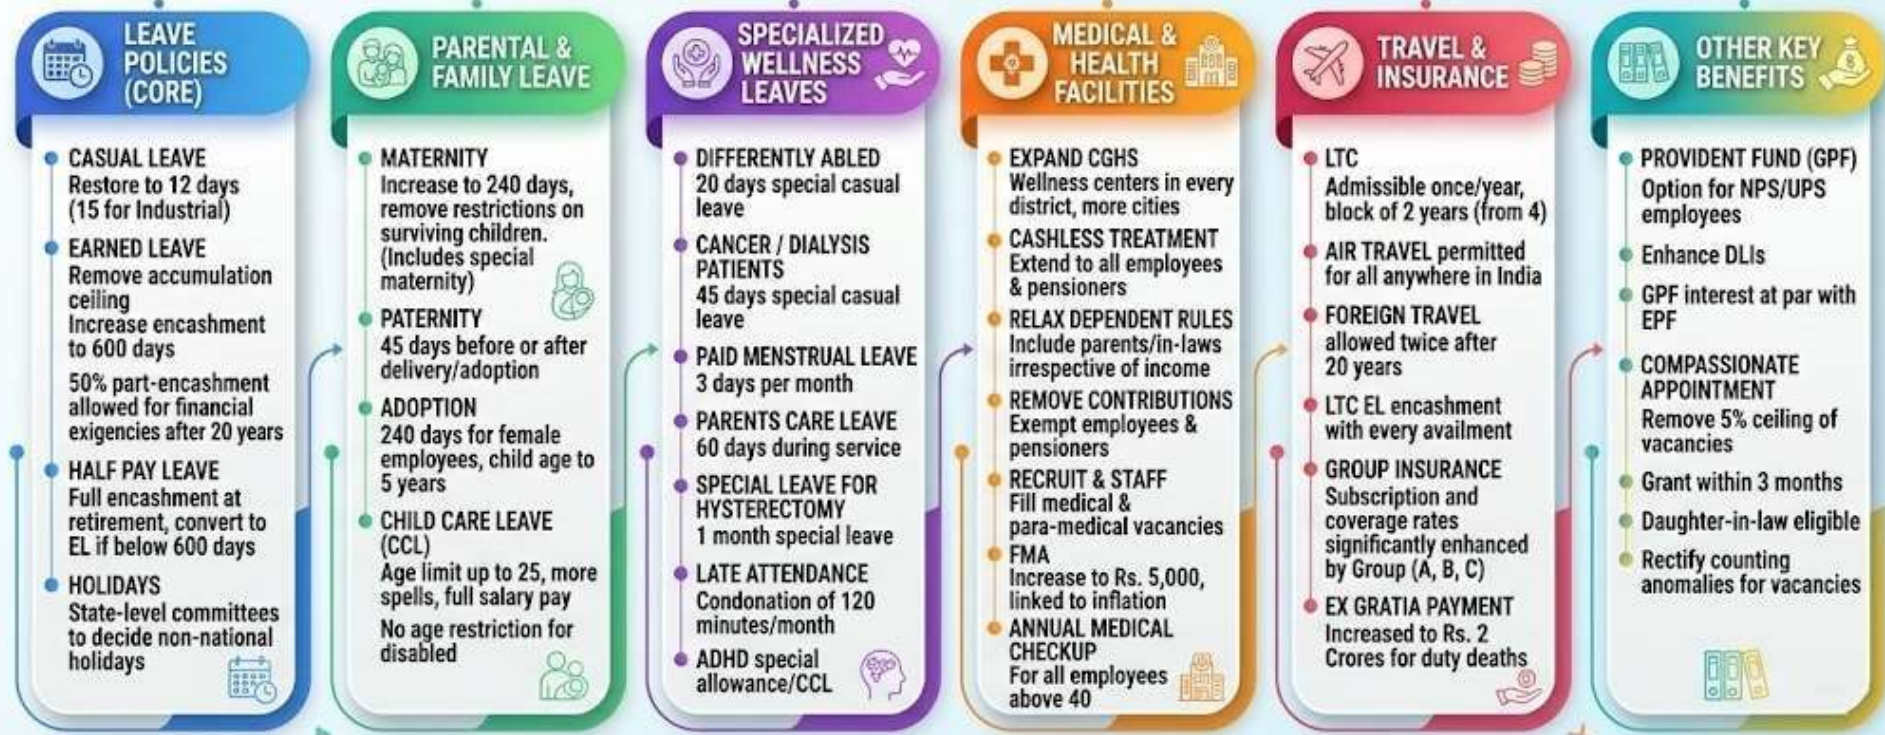 LEAVE
POLICIES
(CORE)
CASUAL LEAVE
Restore to 12 days
(15 for Industrial)
EARNED LEAVE
Remove accumulation
ceiling
Increase encashment
to 600 days
50% part-encashment
allowed for financial
exigencies after 20 years
HALF PAY LEAVE
Full encashment at
retirement, convert to
EL if below 600 days
HOLIDAYS
State-level committees
to decide non-national
holidays
PARENTAL &
FAMILY LEAVE
MATERNITY
Increase to 240 days,
remove restrictions on
surviving children.
(Includes special
maternity)
PATERNITY
45 days before or after
delivery/adoption
ADOPTION
240 days for female
employees, child age to
5 years
CHILD CARE LEAVE
(CCL)
Age limit up to 25, more
spells, full salary pay
No age restriction for
disabled
SPECIALIZED
WELLNESS
LEAVES
DIFFERENTLY ABLED
20 days special casual
leave
CANCER / DIALYSIS
PATIENTS
45 days special casual
leave
PAID MENSTRUAL LEAVE
3 days per month
PARENTS CARE LEAVE
60 days during service
SPECIAL LEAVE FOR
HYSTERECTOMY
1 month special leave
LATE ATTENDANCE
Condonation of 120
minutes/month
ADHD special
allowance/CCL
MEDICAL &
HEALTH
FACILITIES
EXPAND CGHS
Wellness centers in every
district, more cities
CASHLESS TREATMENT
Extend to all employees
& pensioners
RELAX DEPENDENT RULES
Include parents/in-laws
irrespective of income
REMOVE CONTRIBUTIONS
Exempt employees &
pensioners
RECRUIT & STAFF
Fill medical &
para-medical vacancies
FMA
Increase to Rs. 5,000,
linked to inflation
ANNUAL MEDICAL
CHECKUP
For all employees
above 40
TRAVEL &
INSURANCE
LTC
Admissible once/year,
block of 2 years (from 4)
AIR TRAVEL permitted
for all anywhere in India
FOREIGN TRAVEL
allowed twice after
20 years
LTC EL encashment
with every availment
GROUP INSURANCE
Subscription and
coverage rates
significantly enhanced
by Group (A, B, C)
EX GRATIA PAYMENT
Increased to Rs. 2
Crores for duty deaths
OTHER KEY
BENEFITS
PROVIDENT FUND (GPF)
Option for NPS/UPS
employees
Enhance DLIs
GPF interest at par with
EPF
COMPASSIONATE
APPOINTMENT
Remove 5% ceiling of
vacancies
Grant within 3 months
Daughter-in-law eligible
Rectify counting
anomalies for vacancies